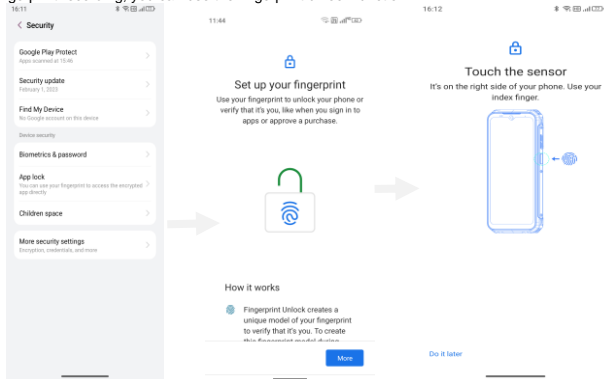 16:11
Security
Google Play Protect
Apps scanned at 15:46
Security update
February 1, 2023
Find My Device
No Google account on this device
Device security
Biometrics & password
App lock
You can use your fingerprint to access the encrypted
app directly
Children space
More security settings
Encryption, credentials, and more
11:44
Set up your fingerprint
Use your fingerprint to unlock your phone or
verify that it's you, like when you sign in to
apps or approve a purchase.
How it works
Fingerprint Unlock creates a
unique model of your fingerprint
to verify that it's you. To create
this fingerprint model during
More
16:12
Touch the sensor
It's on the right side of your phone. Use your
index finger.
Do it later